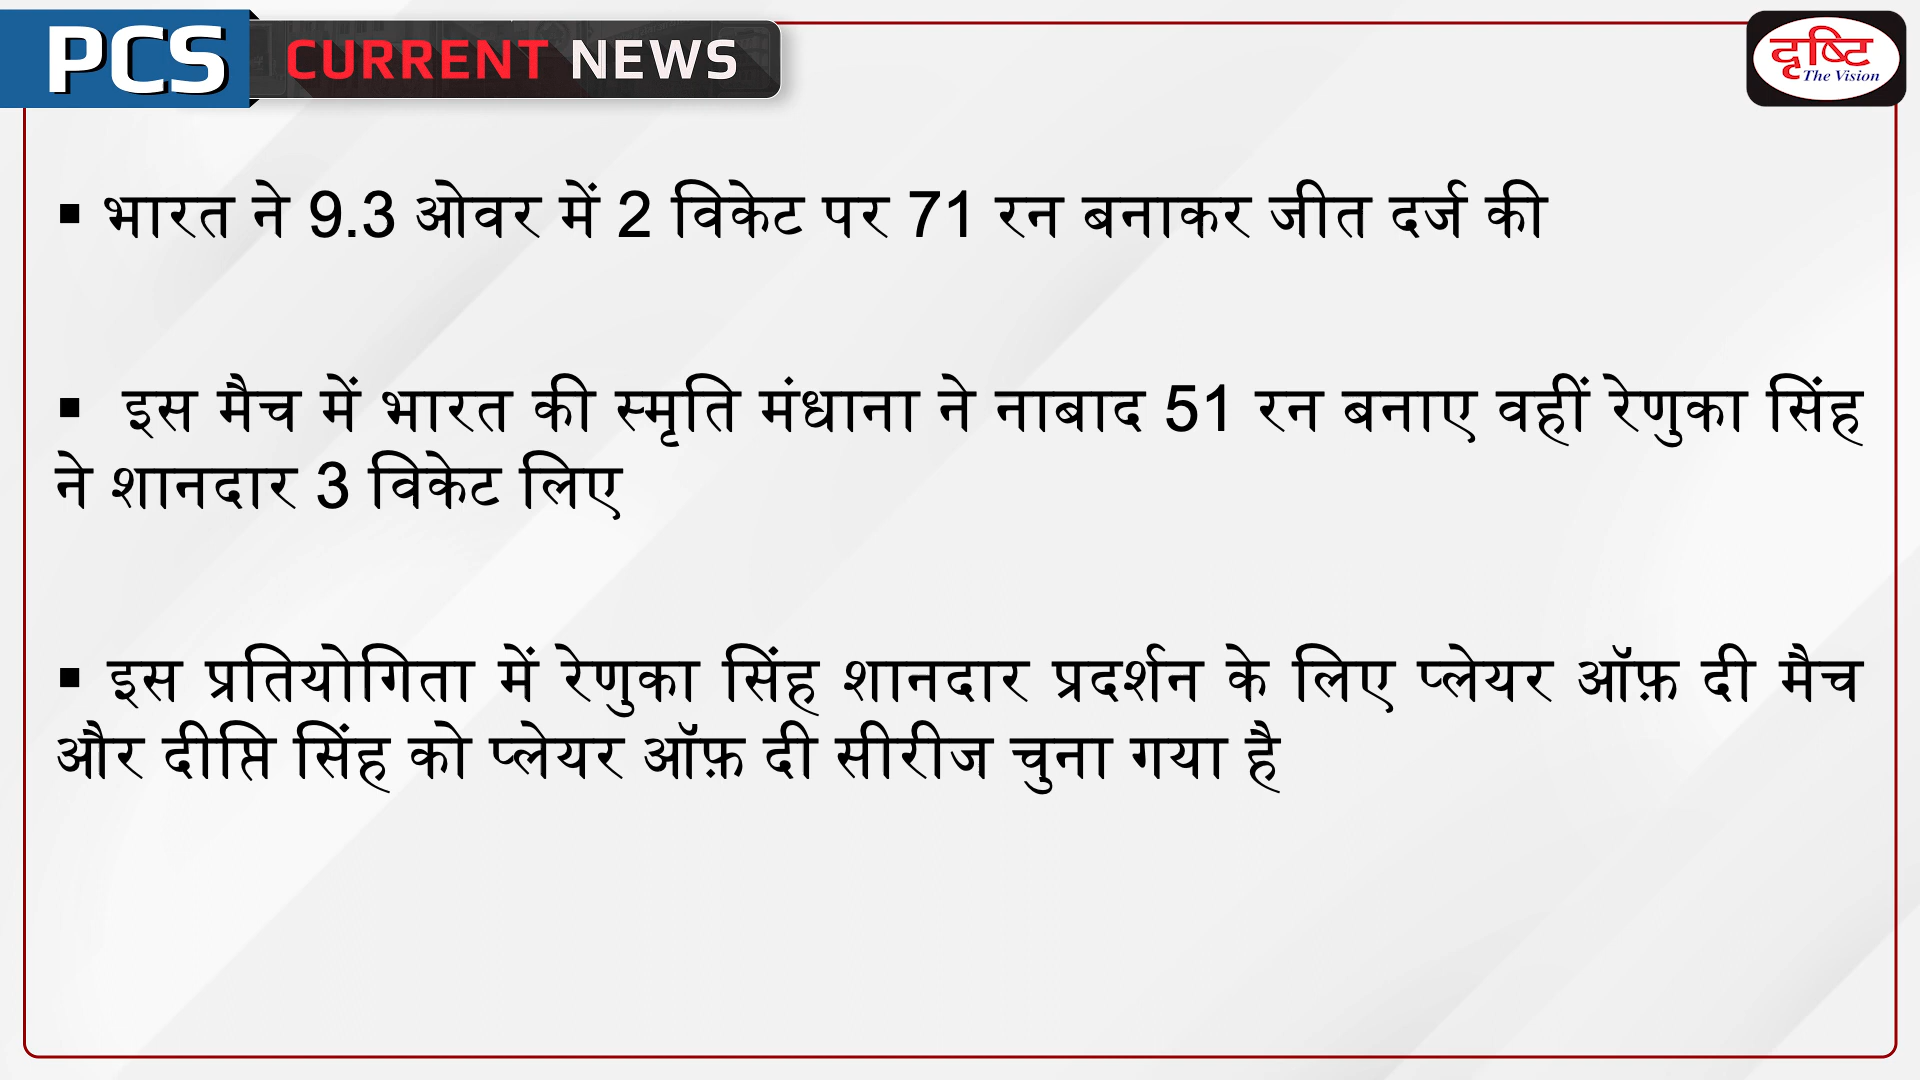 PCS CURRENT NEWS
दृष्टि
The Vision
▪ भारत ने 9.3 ओवर में 2 विकेट पर 71 रन बनाकर जीत दर्ज की
▪ इस मैच में भारत की स्मृति मंधाना ने नाबाद 51 रन बनाए वहीं रेणुका सिंह
ने शानदार 3 विकेट लिए
▪ इस प्रतियोगिता में रेणुका सिंह शानदार प्रदर्शन के लिए प्लेयर ऑफ़ दी मैच
और दीप्ति सिंह को प्लेयर ऑफ़ दी सीरीज चुना गया है